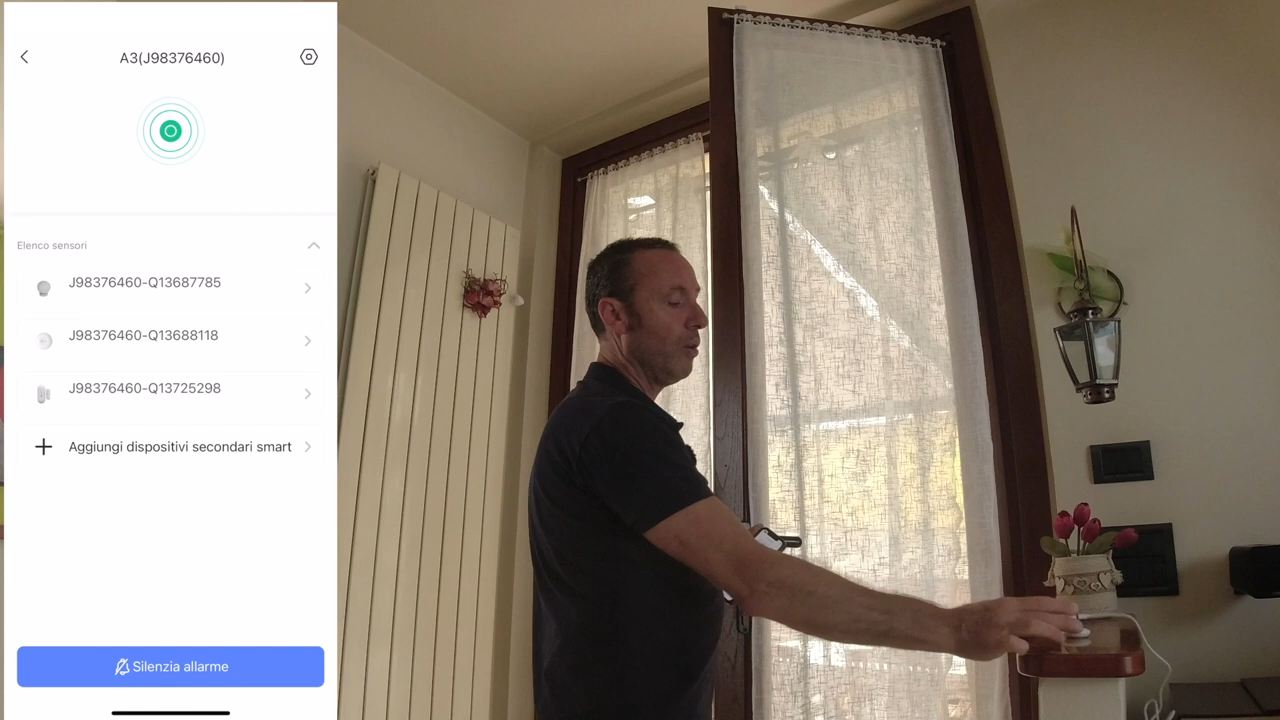 A3(J98376460)
Elenco sensori
J98376460-Q13687785
J98376460-Q13688118
J98376460-Q13725298
Aggiungi dispositivi secondari smart
Silenzia allarme